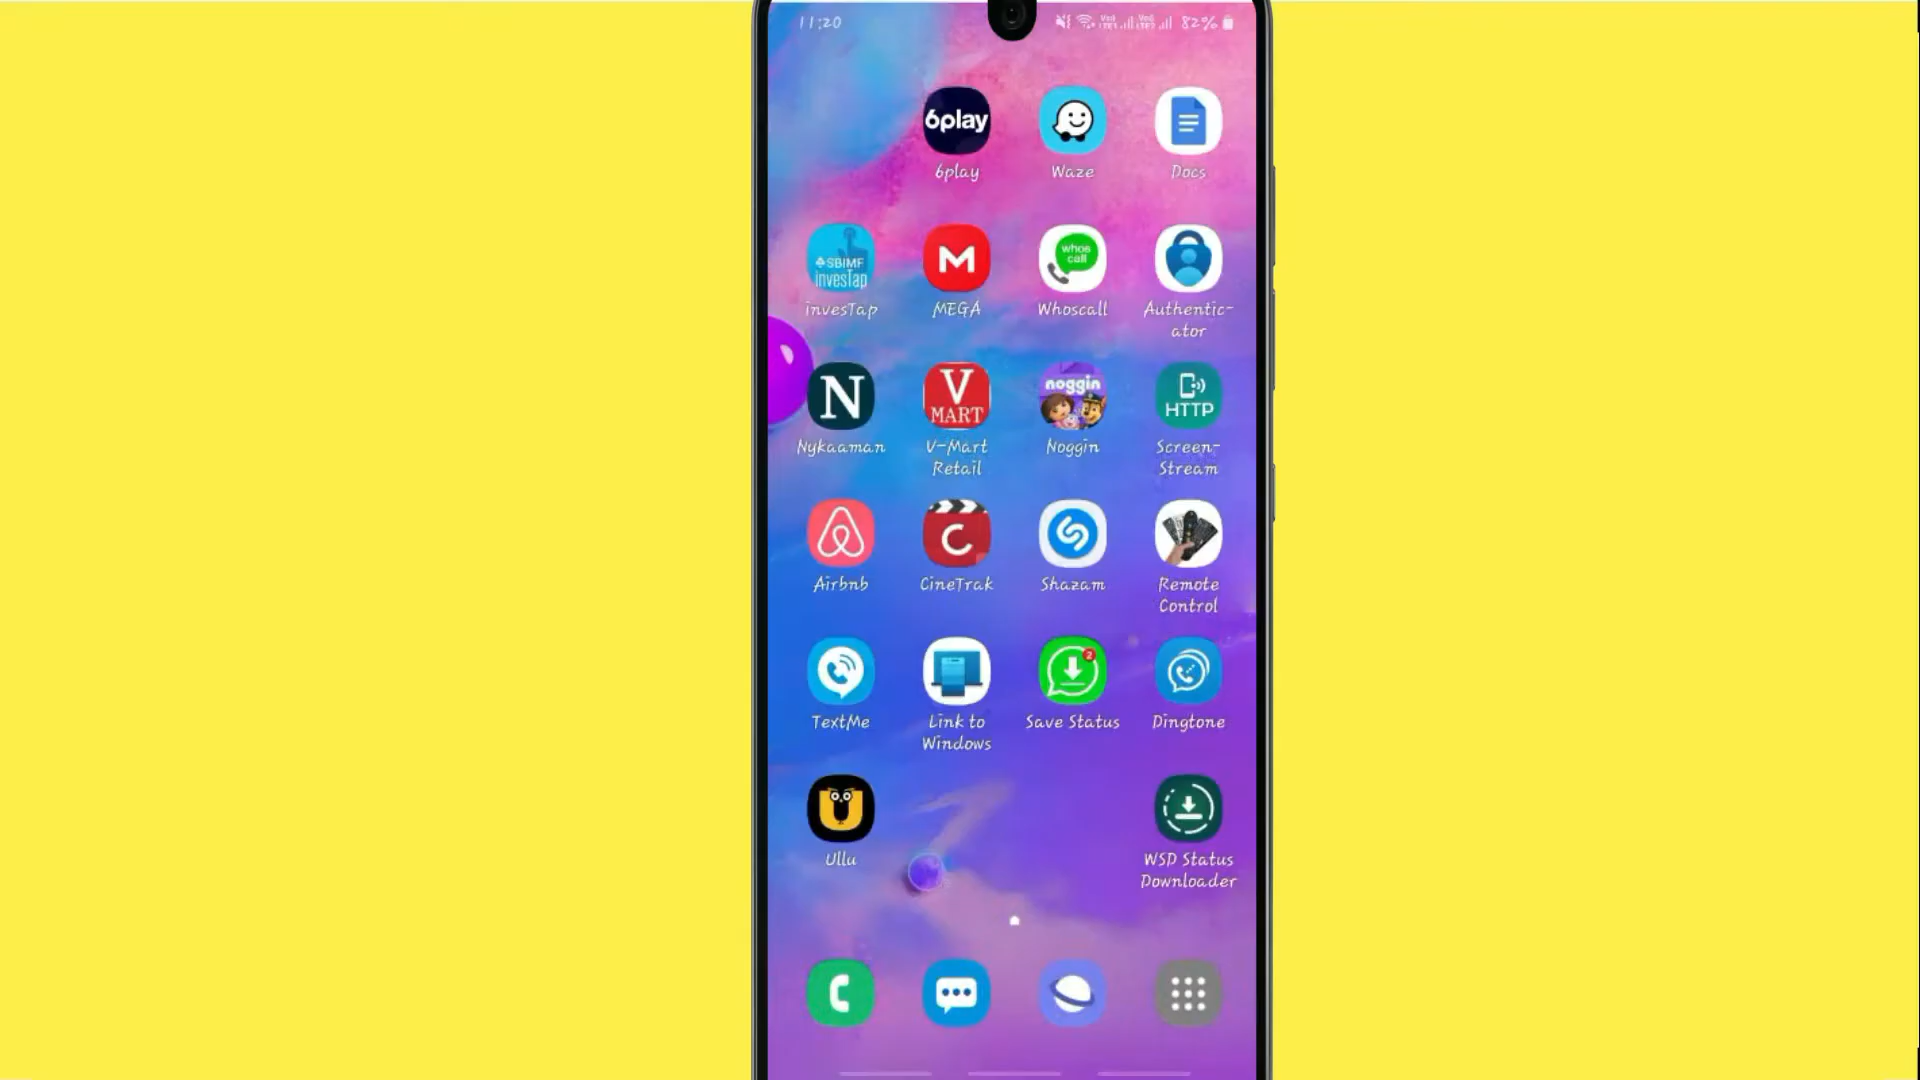 11:20
82%
6play
6play
Waze
Docs
SBIMF
invesTap
invesTap
M
MEGA
whos
call
Whoscall
Authentic-
ator
N
Nykaaman
V
MART
V-Mart
Retail
noggin
Noggin
HTTP
Screen-
Stream
Airbnb
C
CineTrak
Shazam
Remote
Control
TextMe
Link to
Windows
2
Save Status
Dingtone
Ullu
WSD Status
Downloader